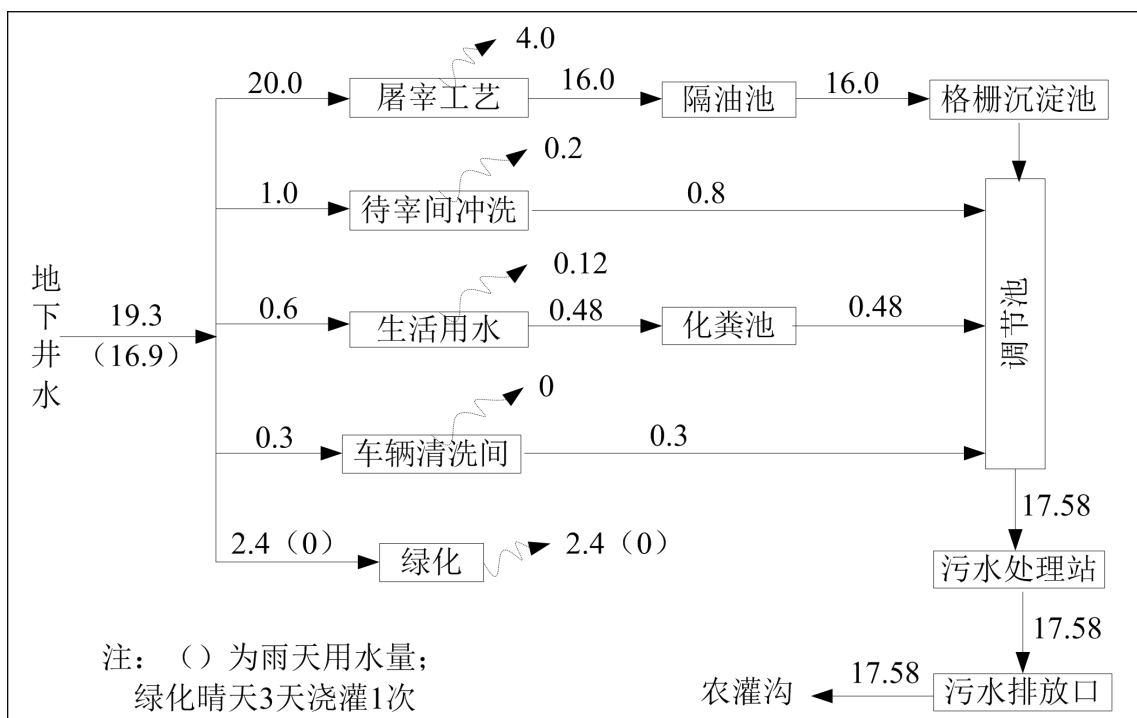 4.0
20.0
屠宰工艺
16.0
隔油池
16.0
格栅沉淀池
0.2
1.0
待宰间冲洗
0.8
0.12
地下井水
19.3
（16.9）
0.6
生活用水
0.48
化粪池
0.48
调节池
0
0.3
车辆清洗间
0.3
17.58
2.4（0）
绿化
2.4（0）
污水处理站
17.58
注：（）为雨天用水量；
绿化晴天3天浇灌1次
农灌沟
17.58
污水排放口